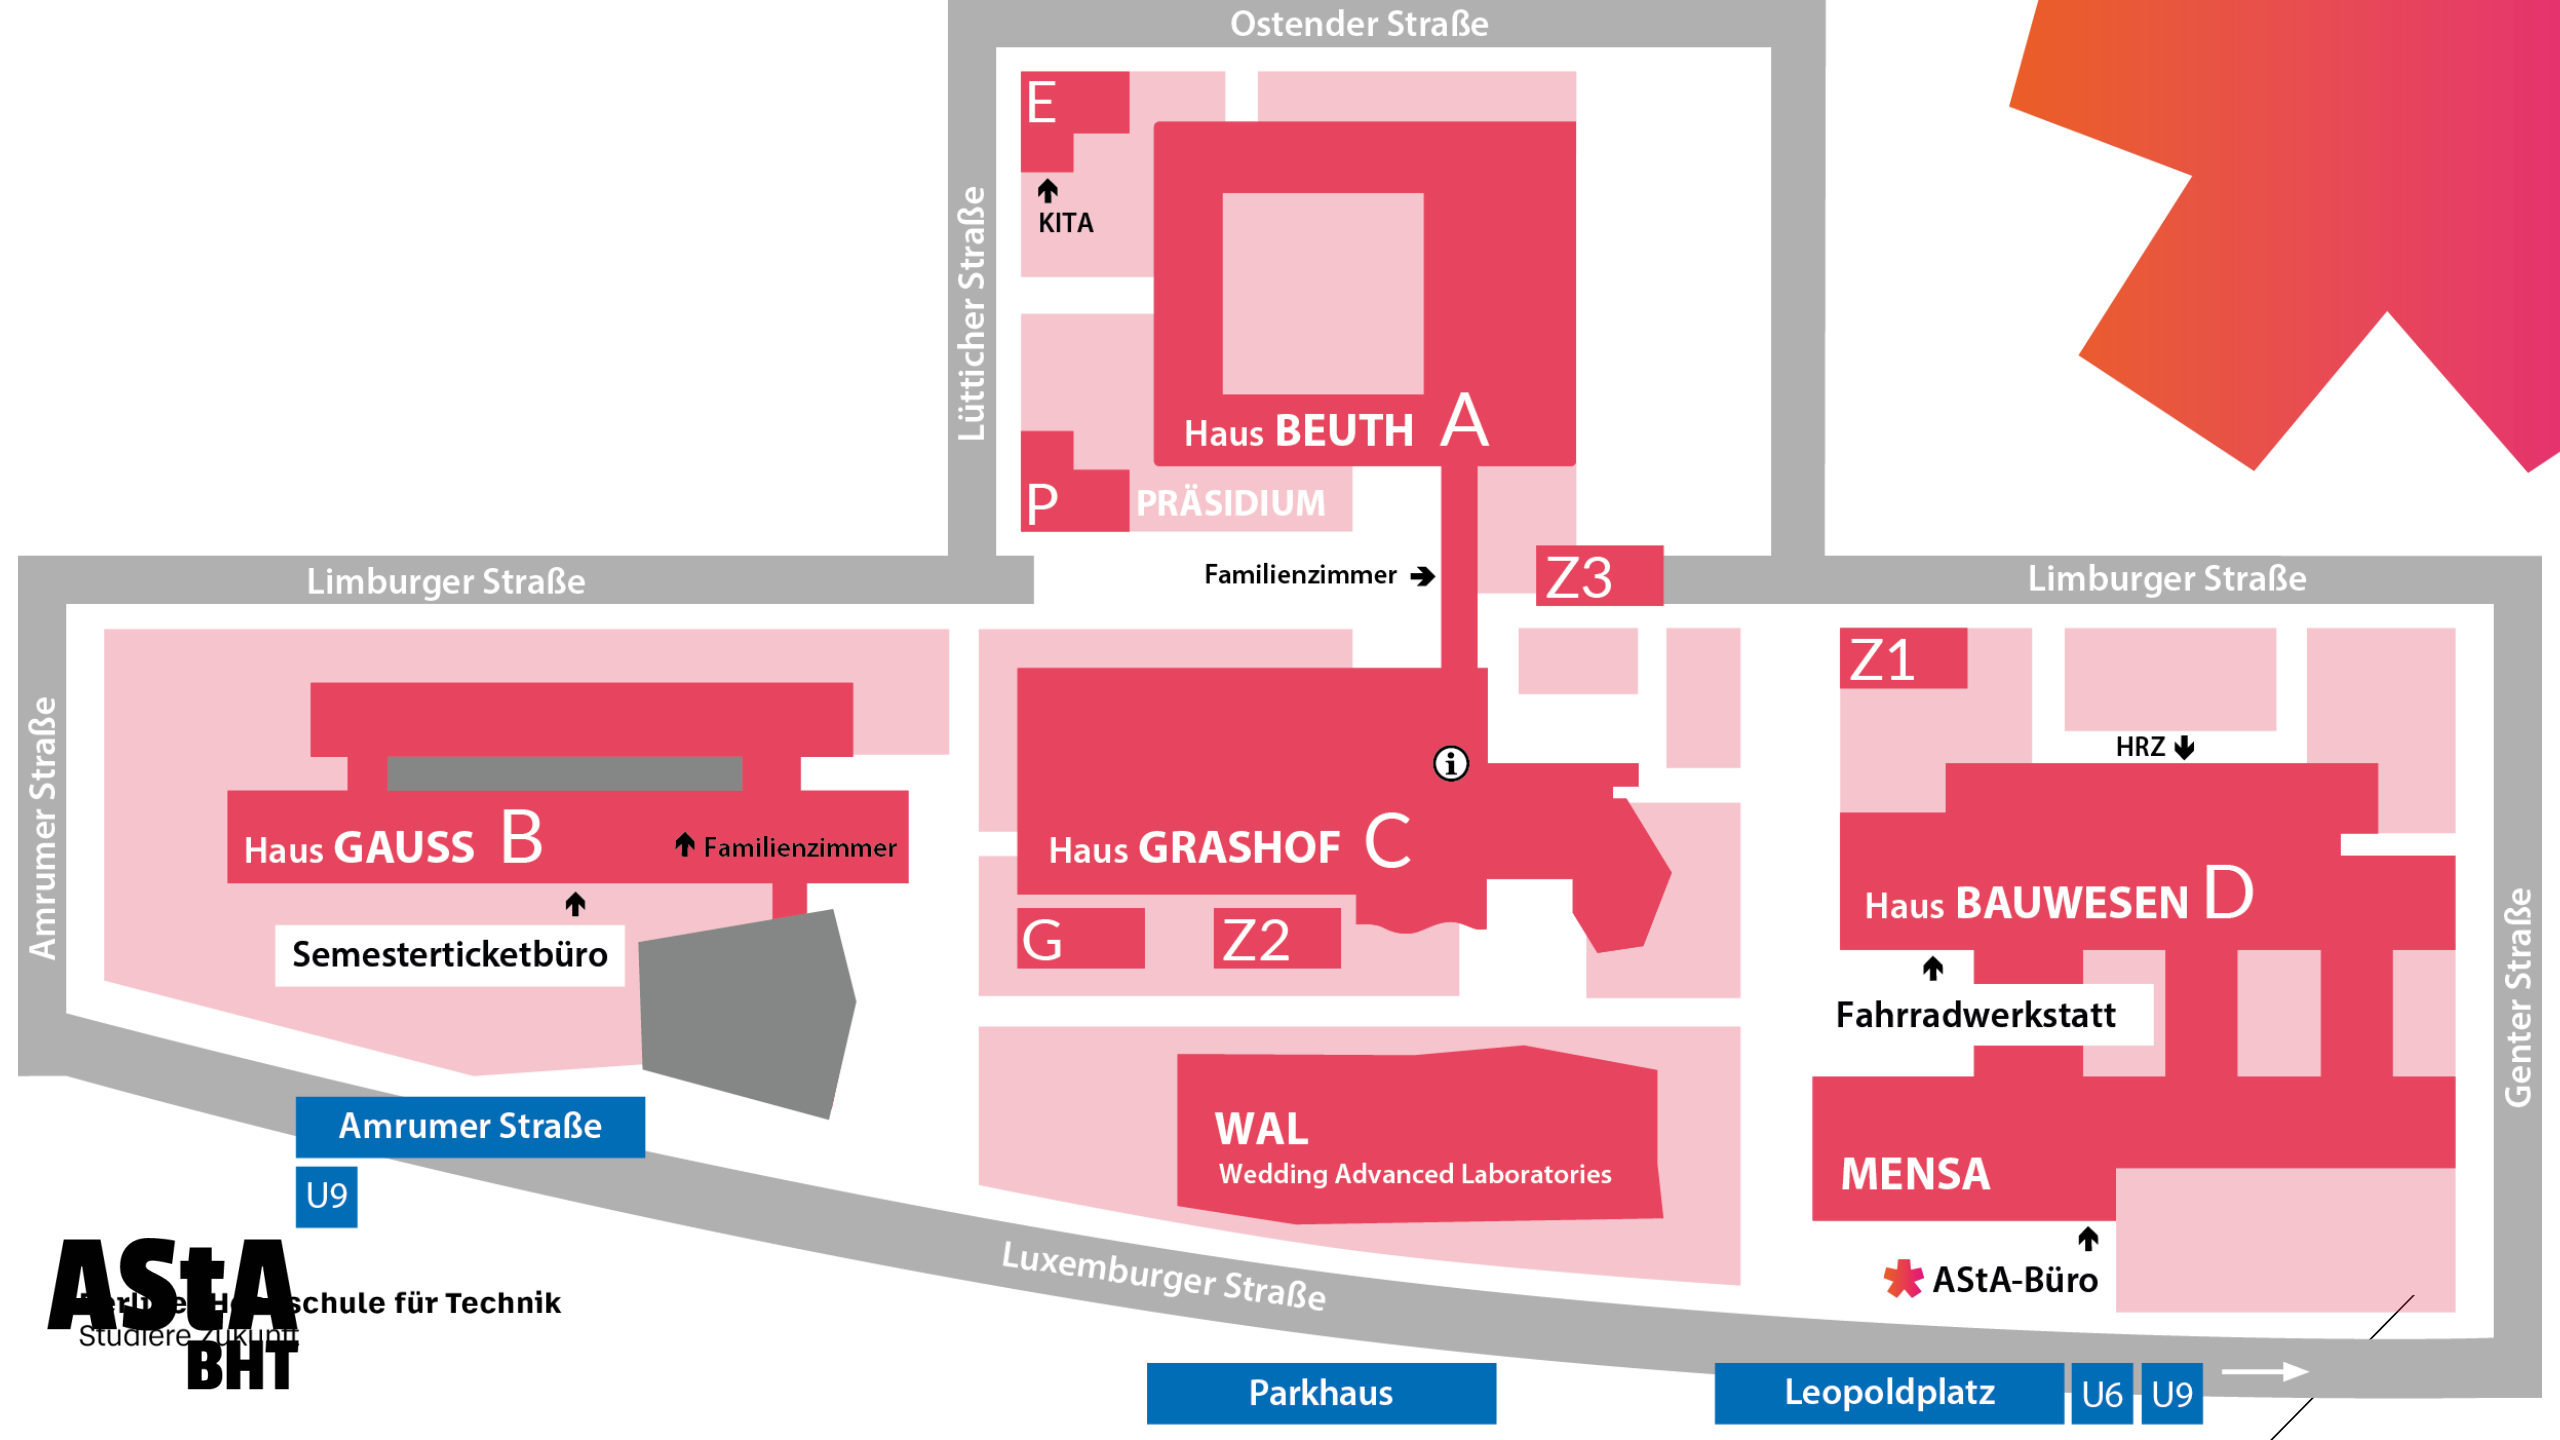 Ostender Straße
E
KITA
Lütticher Straße
Haus BEUTH A
P PRÄSIDIUM
Familienzimmer
Z3
Limburger Straße
Limburger Straße
Z1
HRZ
Amrumer Straße
Haus GAUSS B
Familienzimmer
Semesterticketbüro
Haus GRASHOF C
i
G
Z2
Haus BAUWESEN D
Fahrradwerkstatt
Genter Straße
WAL
Wedding Advanced Laboratories
MENSA
AStA-Büro
Amrumer Straße
U9
Luxemburger Straße
AStA
BHT
für Technik
Studiere Zukunft
Parkhaus
Leopoldplatz U6 U9